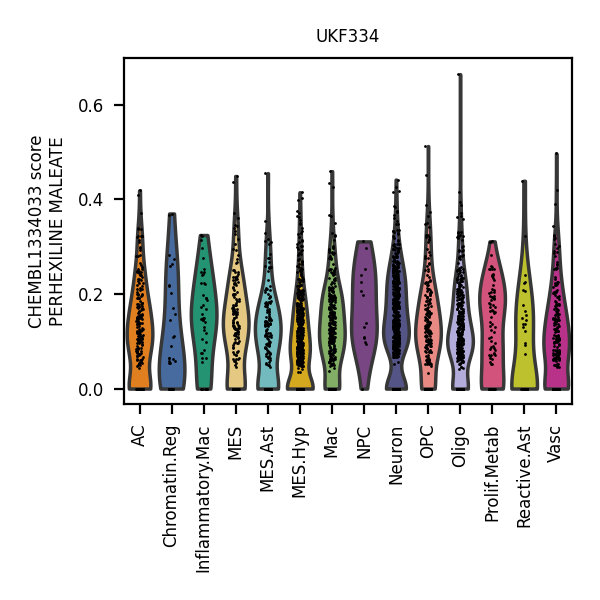 UKF334
CHEMBL1334033 score
PERHEXILINE MALEATE
0.6
0.4
0.2
0.0
AC
Chromatin.Reg
Inflammatory.Mac
MES
MES.Ast
MES.Hyp
Mac
NPC
Neuron
OPC
Oligo
Prolif.Metab
Reactive.Ast
Vasc